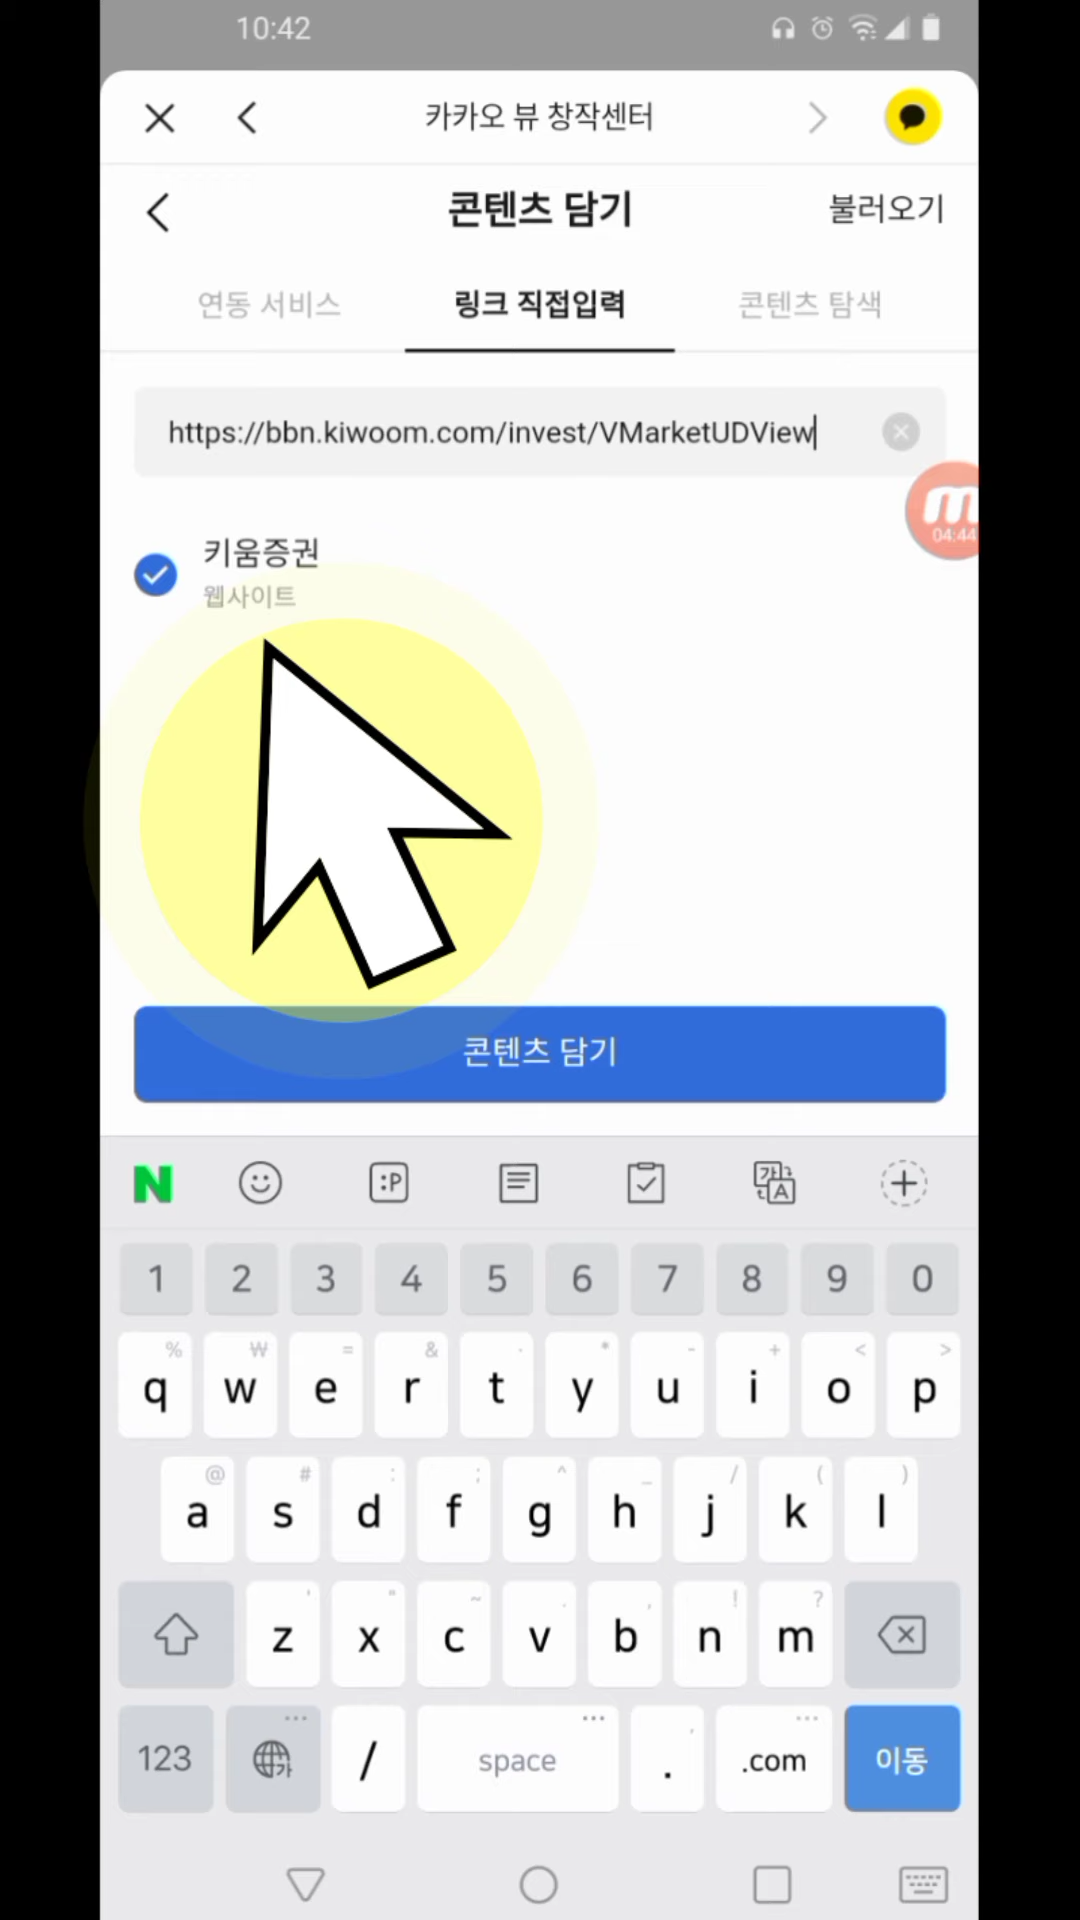 10:42
카카오 뷰 창작센터
콘텐츠 담기
불러오기
연동 서비스
링크 직접입력
콘텐츠 탐색
https://bbn.kiwoom.com/invest/VMarketUDView
m
04:44
키움증권
웹사이트
콘텐츠 담기
N
:P
가
A
1 2 3 4 5 6 7 8 9 0
% ₩ = & · * - + < >
q w e r t y u i o p
@ # : ; ^ _ / ( )
a s d f g h j k l
' " ~ . , ! ?
z x c v b n m
123
가
/
space
.
,
.com
이동